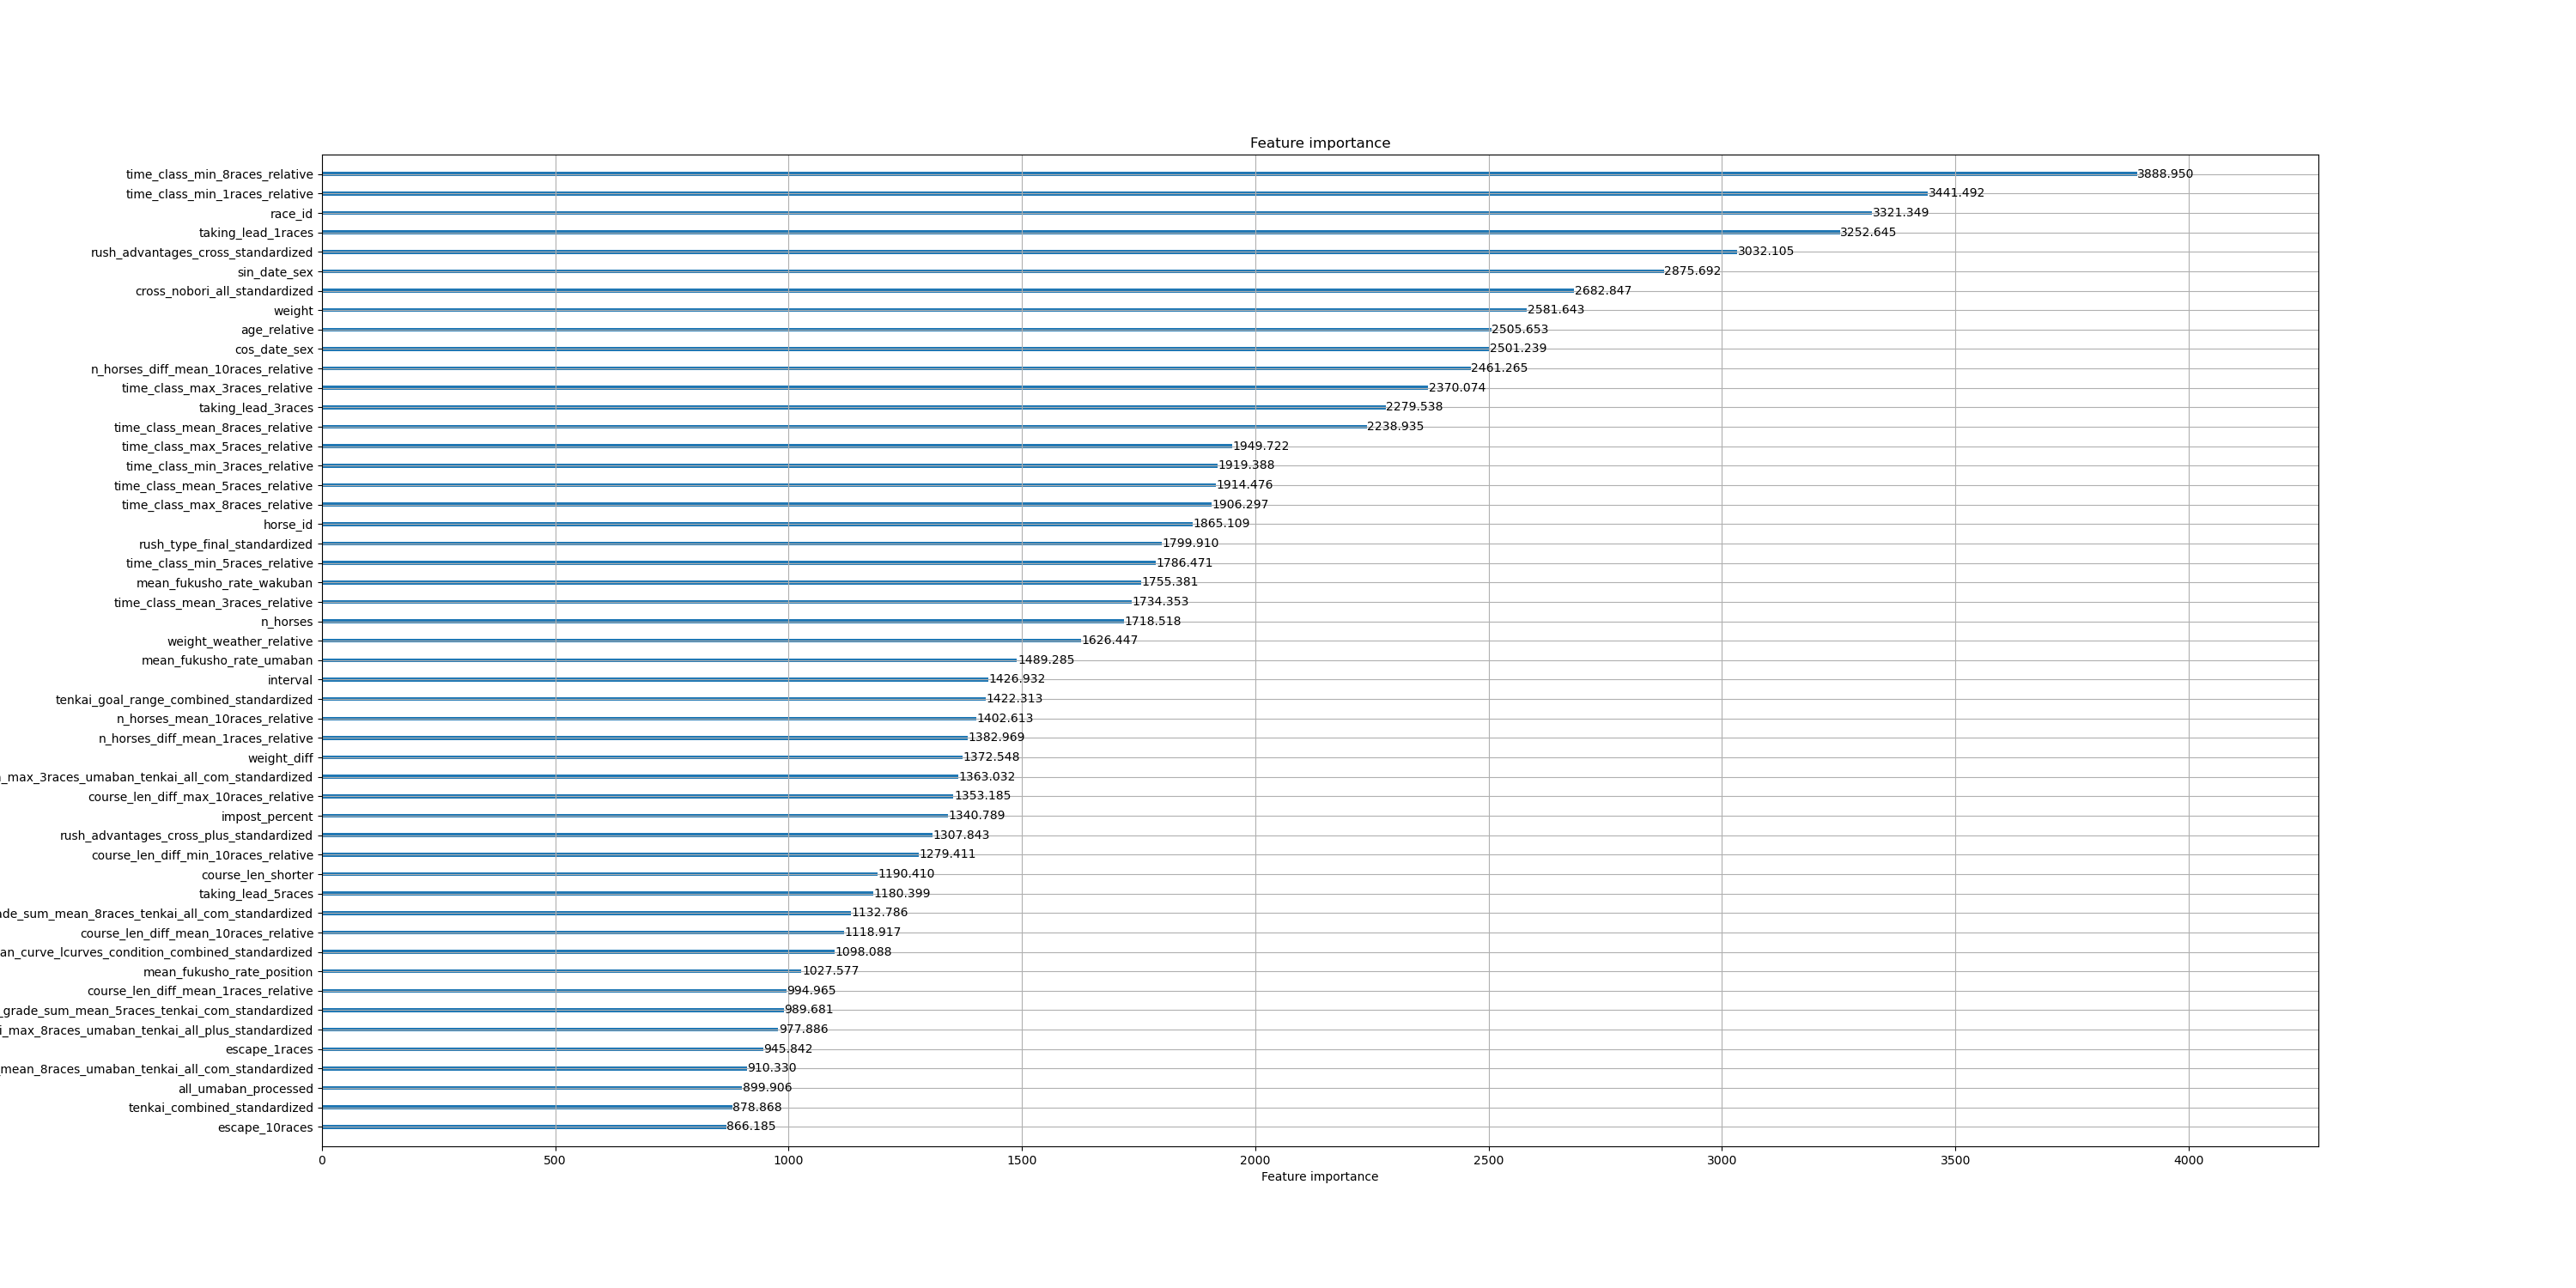 Feature importance
time_class_min_8races_relative 3888.950
time_class_min_1races_relative 3441.492
race_id 3321.349
taking_lead_1races 3252.645
rush_advantages_cross_standardized 3032.105
sin_date_sex 2875.692
cross_nobori_all_standardized 2682.847
weight 2581.643
age_relative 2505.653
cos_date_sex 2501.239
n_horses_diff_mean_10races_relative 2461.265
time_class_max_3races_relative 2370.074
taking_lead_3races 2279.538
time_class_mean_8races_relative 2238.935
time_class_max_5races_relative 1949.722
time_class_min_3races_relative 1919.388
time_class_mean_5races_relative 1914.476
time_class_max_8races_relative 1906.297
horse_id 1865.109
rush_type_final_standardized 1799.910
time_class_min_5races_relative 1786.471
mean_fukusho_rate_wakuban 1755.381
time_class_mean_3races_relative 1734.353
n_horses 1718.518
weight_weather_relative 1626.447
mean_fukusho_rate_umaban 1489.285
interval 1426.932
tenkai_goal_range_combined_standardized 1422.313
n_horses_mean_10races_relative 1402.613
n_horses_diff_mean_1races_relative 1382.969
weight_diff 1372.548
_max_3races_umaban_tenkai_all_com_standardized 1363.032
course_len_diff_max_10races_relative 1353.185
impost_percent 1340.789
rush_advantages_cross_plus_standardized 1307.843
course_len_diff_min_10races_relative 1279.411
course_len_shorter 1190.410
taking_lead_5races 1180.399
de_sum_mean_8races_tenkai_all_com_standardized 1132.786
course_len_diff_mean_10races_relative 1118.917
an_curve_lcurves_condition_combined_standardized 1098.088
mean_fukusho_rate_position 1027.577
course_len_diff_mean_1races_relative 994.965
_grade_sum_mean_5races_tenkai_com_standardized 989.681
i_max_8races_umaban_tenkai_all_plus_standardized 977.886
escape_1races 945.842
_mean_8races_umaban_tenkai_all_com_standardized 910.330
all_umaban_processed 899.906
tenkai_combined_standardized 878.868
escape_10races 866.185
0 500 1000 1500 2000 2500 3000 3500 4000
Feature importance